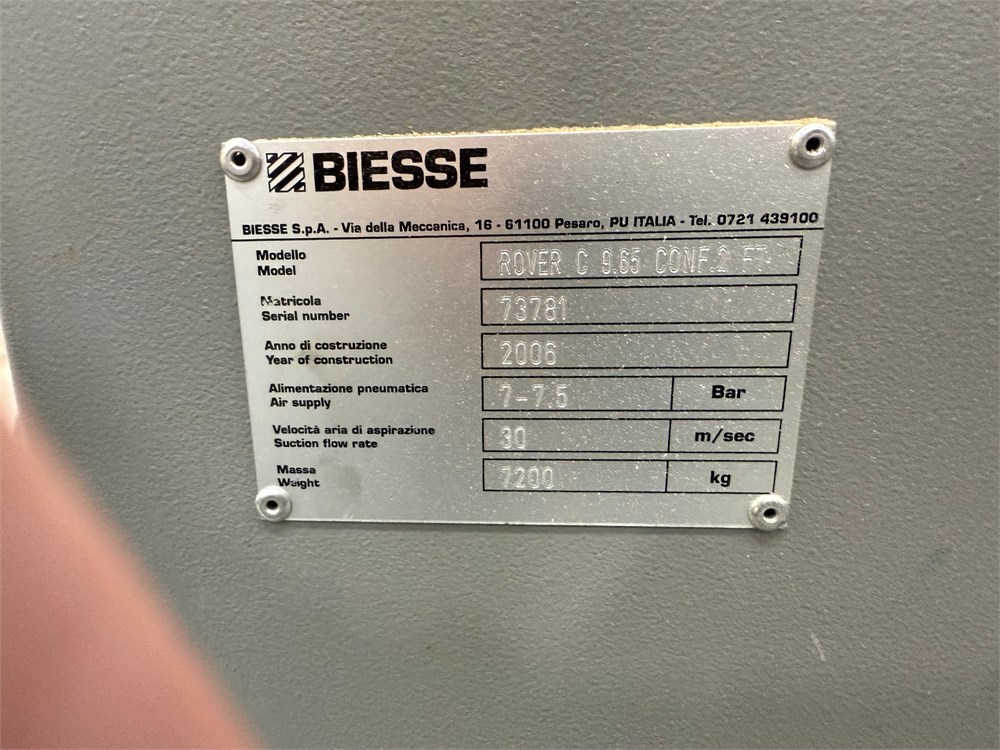 BIESSE
BIESSE S.p.A. - Via della Meccanica, 16 - 61100 Pesaro, PU ITALIA - Tel. 0721 439100
Modello
Model
ROVER C 9.65 CONF.2 FT
Matricola
Serial number
73781
Anno di costruzione
Year of construction
2006
Alimentazione pneumatica
Air supply
7-7.5
Bar
Velocità aria di aspirazione
Suction flow rate
30
m/sec
Massa
Weight
7200
kg